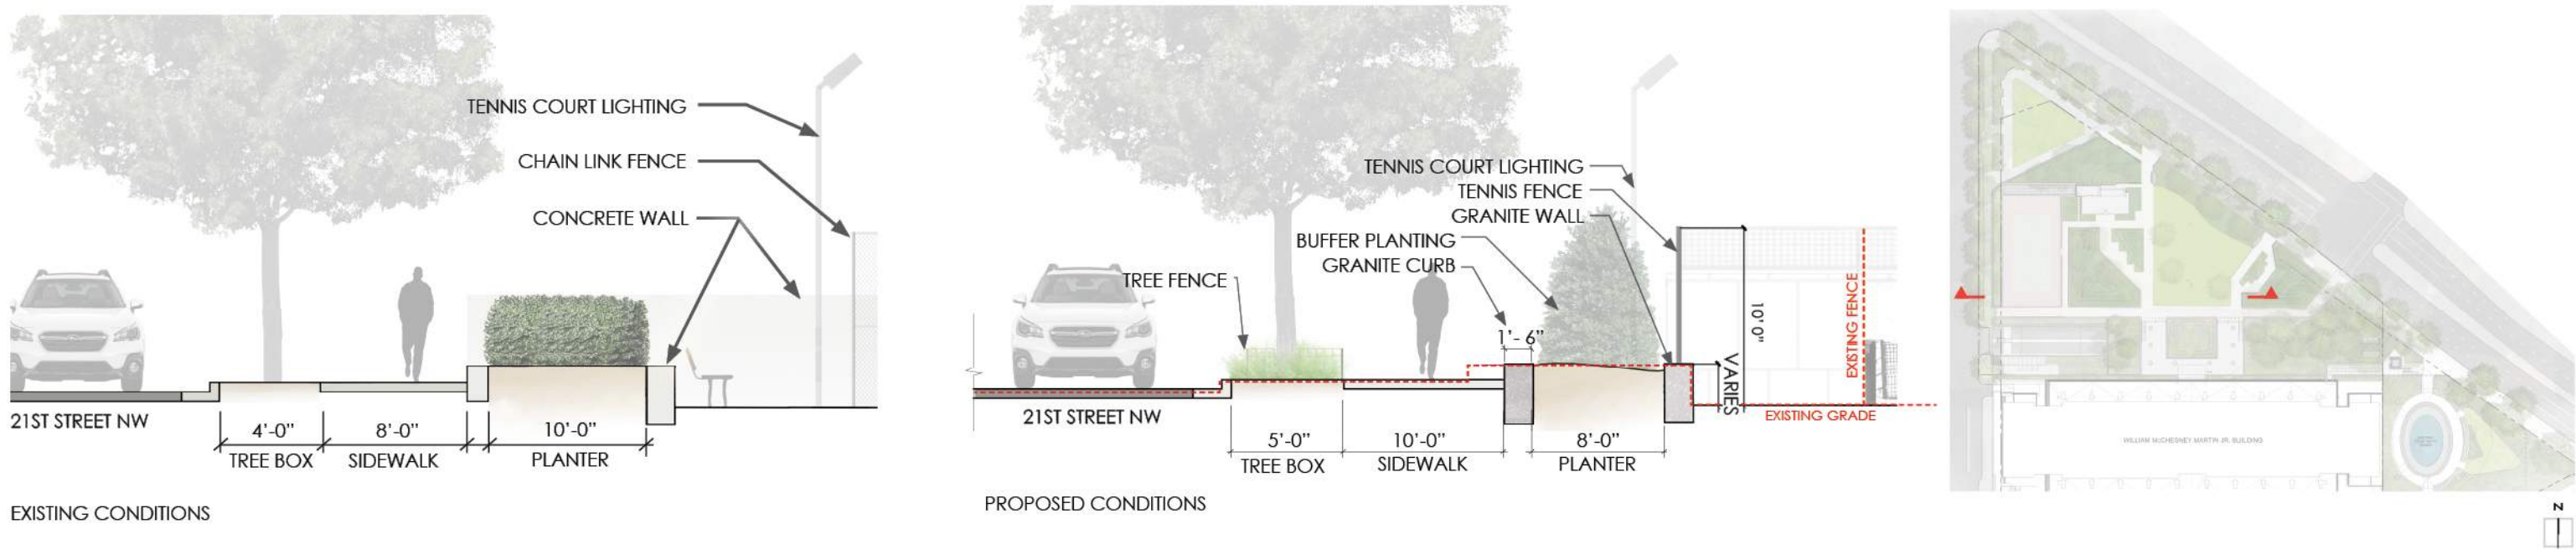 TENNIS COURT LIGHTING
CHAIN LINK FENCE
CONCRETE WALL
21ST STREET NW
4'-0"
8'-0"
10'-0"
TREE BOX
SIDEWALK
PLANTER
EXISTING CONDITIONS
TENNIS COURT LIGHTING
TENNIS FENCE
GRANITE WALL
BUFFER PLANTING
GRANITE CURB
TREE FENCE
1'- 6"
10' 0"
VARIES
EXISTING FENCE
EXISTING GRADE
21ST STREET NW
5'-0"
10'-0"
8'-0"
TREE BOX
SIDEWALK
PLANTER
PROPOSED CONDITIONS
WILLIAM McCHESNEY MARTIN JR. BUILDING
N